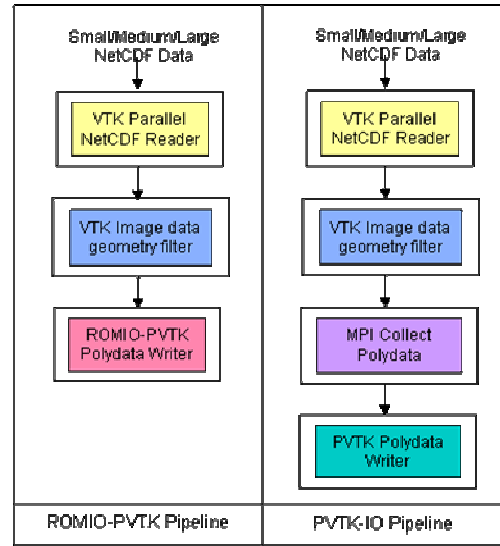 Small/Medium/Large
NetCDF Data
VTK Parallel
NetCDF Reader
VTK Image data
geometry filter
ROMIO-PVTK
Polydata Writer
ROMIO-PVTK Pipeline
Small/Medium/Large
NetCDF Data
VTK Parallel
NetCDF Reader
VTK Image data
geometry filter
MPI Collect
Polydata
PVTK Polydata
Writer
PVTK-IO Pipeline